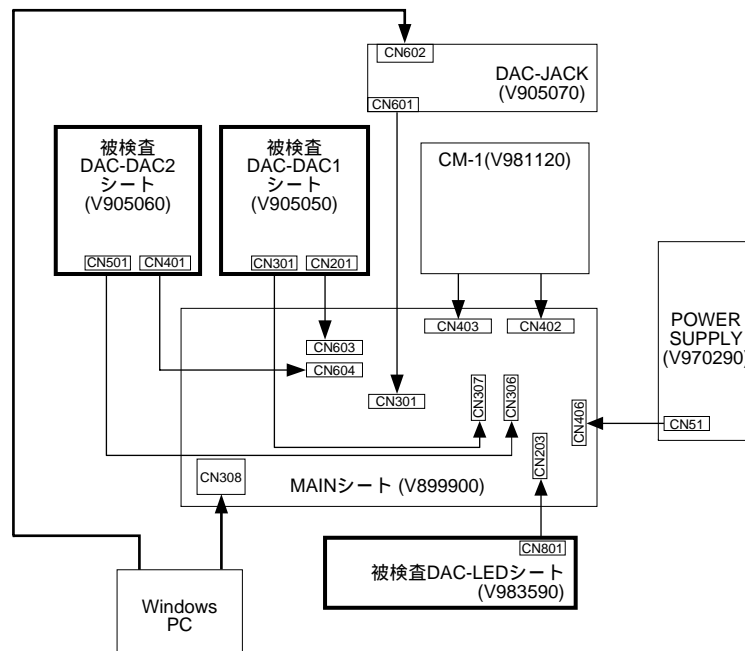 CN602
DAC-JACK
(V905070)
CN601
被検査
DAC-DAC2
シート
(V905060)
CN501
CN401
被検査
DAC-DAC1
シート
(V905050)
CN301
CN201
CM-1(V981120)
CN403
CN402
POWER
SUPPLY
(V970290)
CN51
CN603
CN604
CN301
CN307
CN306
CN406
CN203
CN308
MAINシート (V899900)
CN801
被検査DAC-LEDシート
(V983590)
Windows
PC